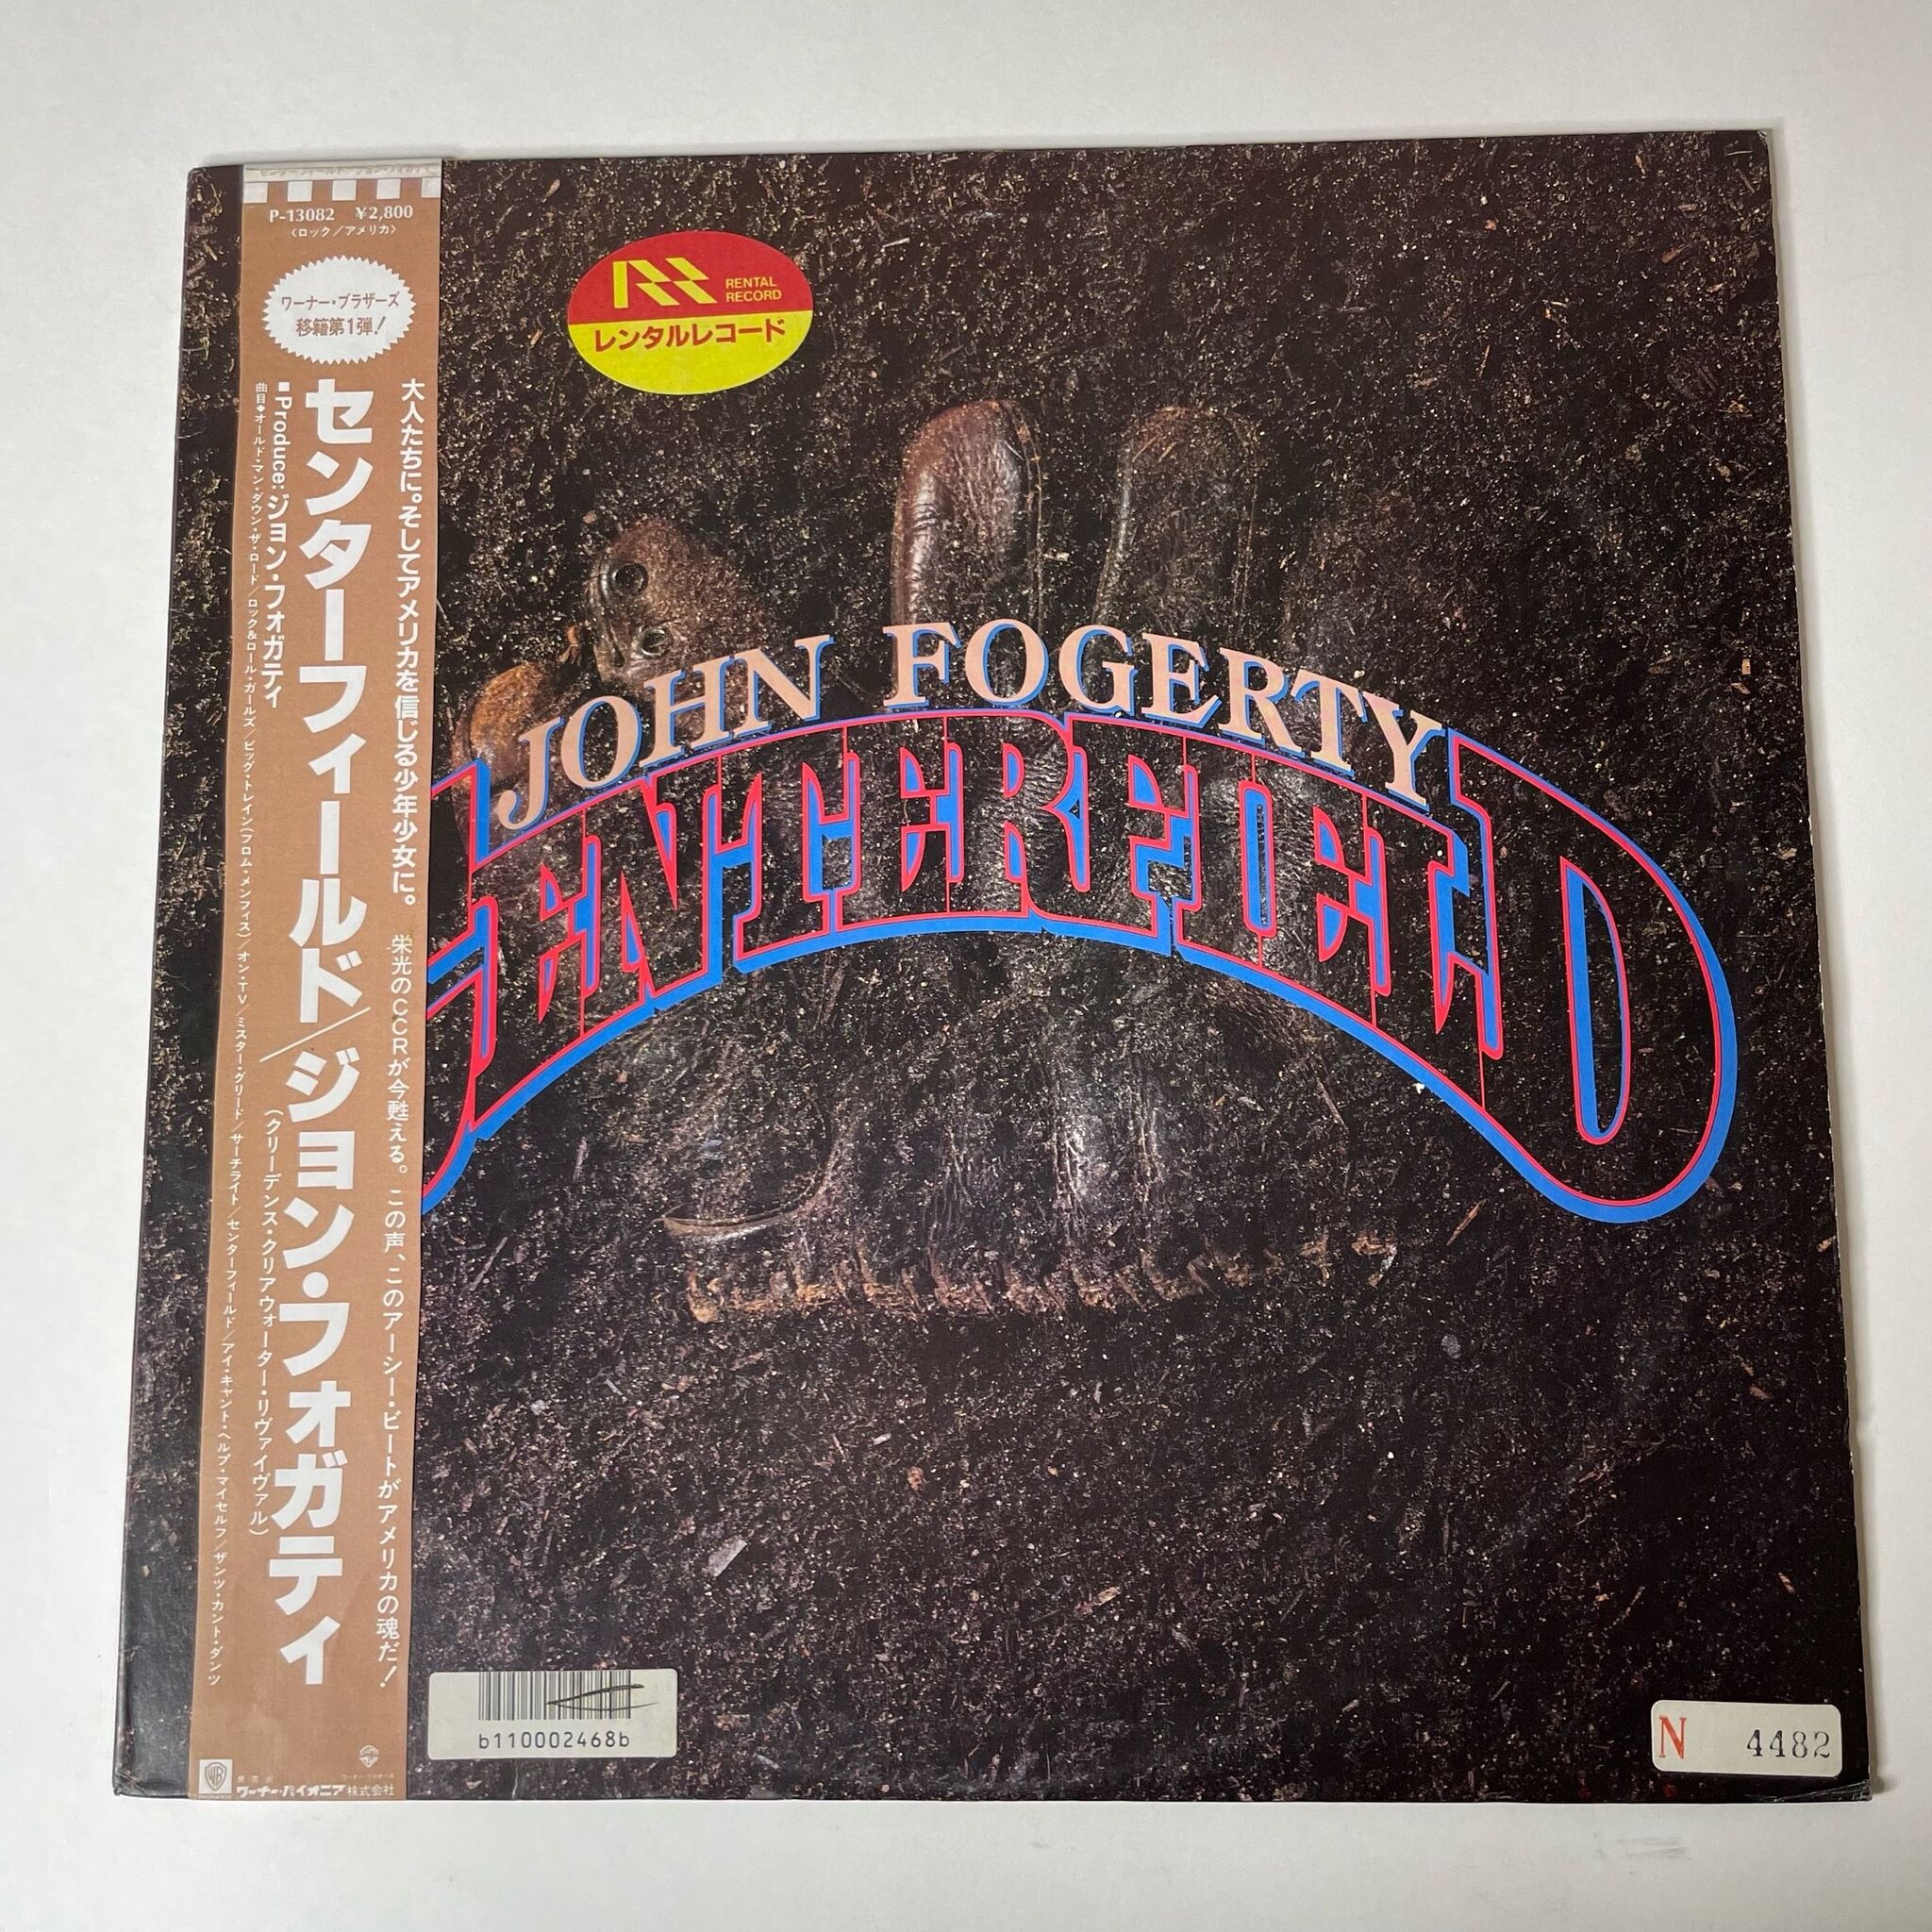 P-13082 ¥2,800
〈ロック/アメリカ〉
ワーナー・ブラザーズ
移籍第1弾!
大人たちに。そしてアメリカを信じる少年少女に。 栄光のCCRが今甦える。この声、このアーシー・ビートがアメリカの魂だ!
センターフィールド/ジョン・フォガティ
(クリーデンス・クリアウォーター・リヴァイヴァル)
■Produce:ジョン・フォガティ
曲目◆オールド・マン・ダウン・ザ・ロード/ロック&ロール・ガールズ/ビッグ・トレイン(フロム・メンフィス)/オン・TV/ミスター・グリード/サーチライト/センターフィールド/アイ・キャント・ヘルプ・マイセルフ/ザンツ・カント・ダンツ
WB
ワーナー・パイオニア株式会社
RR RENTAL
RECORD
レンタルレコード
JOHN FOGERTY
CENTERFIELD
b110002468b
N 4482